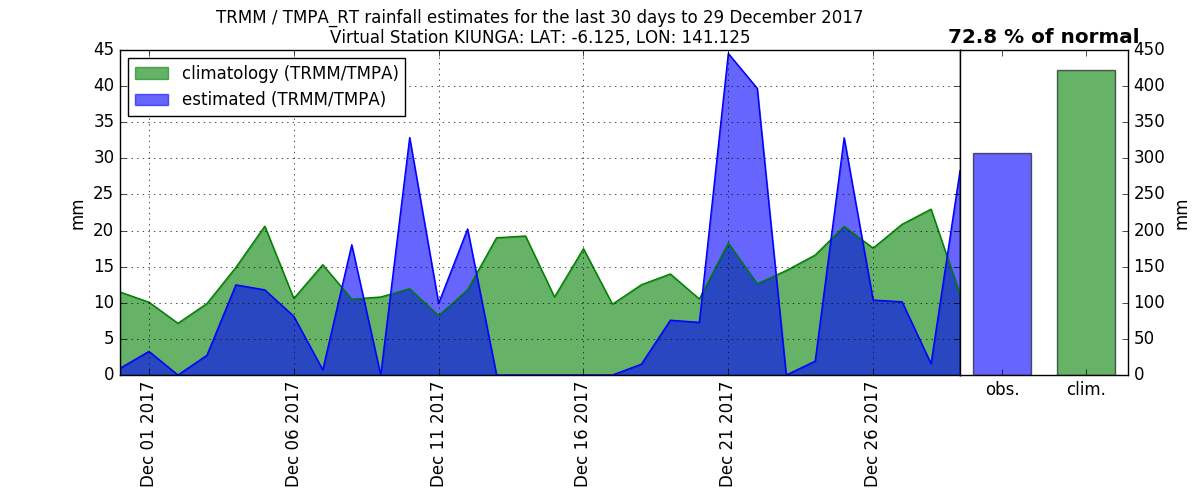 TRMM / TMPA_RT rainfall estimates for the last 30 days to 29 December 2017
Virtual Station KIUNGA: LAT: -6.125, LON: 141.125
72.8 % of normal
climatology (TRMM/TMPA)
estimated (TRMM/TMPA)
45
40
35
30
25
20
15
10
5
0
mm
Dec 01 2017
Dec 06 2017
Dec 11 2017
Dec 16 2017
Dec 21 2017
Dec 26 2017
450
400
350
300
250
200
150
100
50
0
mm
obs.
clim.